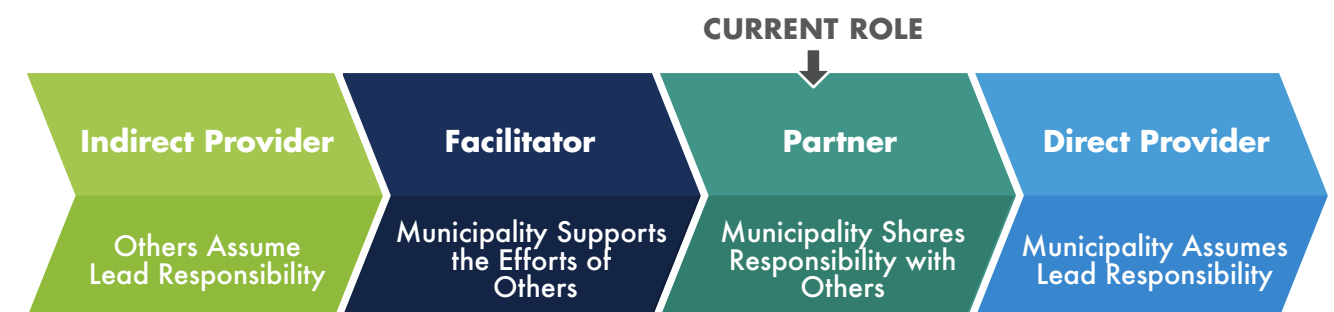 CURRENT ROLE
Indirect Provider
Others Assume
Lead Responsibility
Facilitator
Municipality Supports
the Efforts of
Others
Partner
Municipality Shares
Responsibility with
Others
Direct Provider
Municipality Assumes
Lead Responsibility